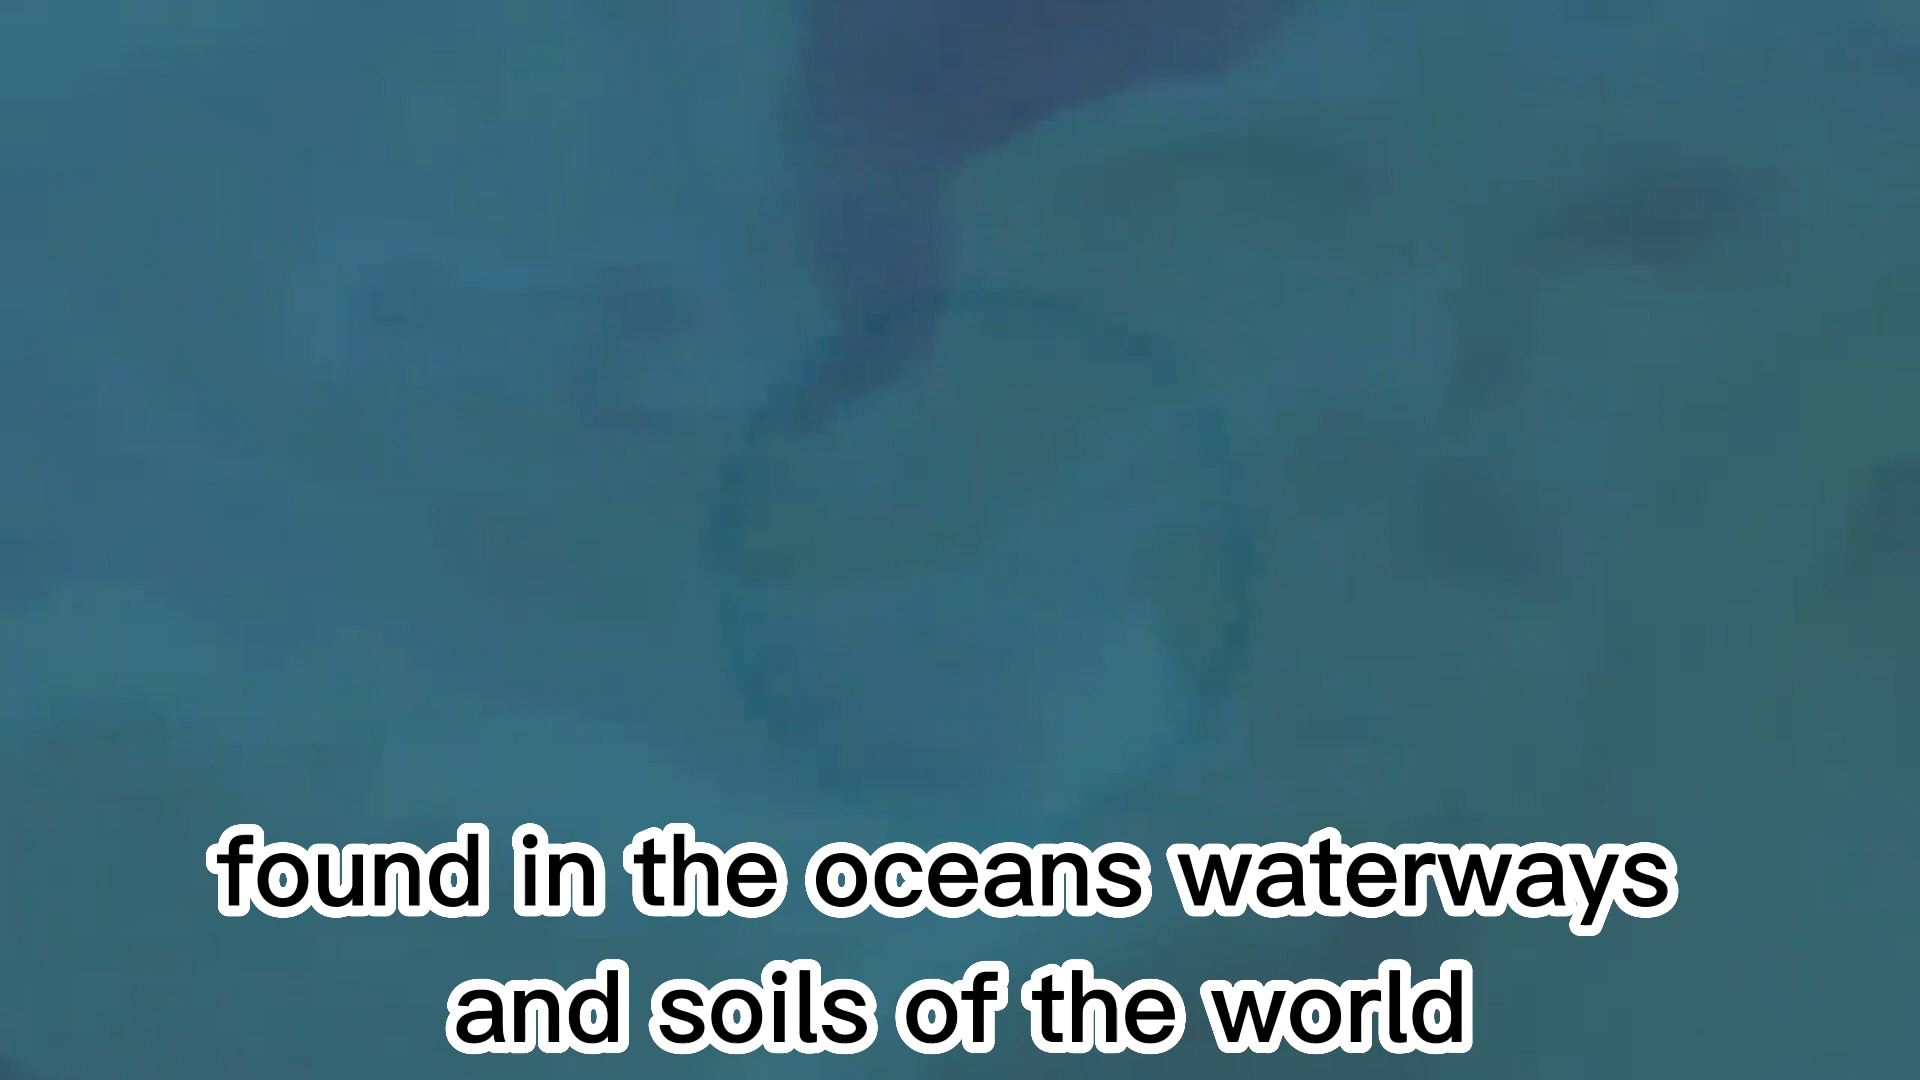 found in the oceans waterways
and soils of the world